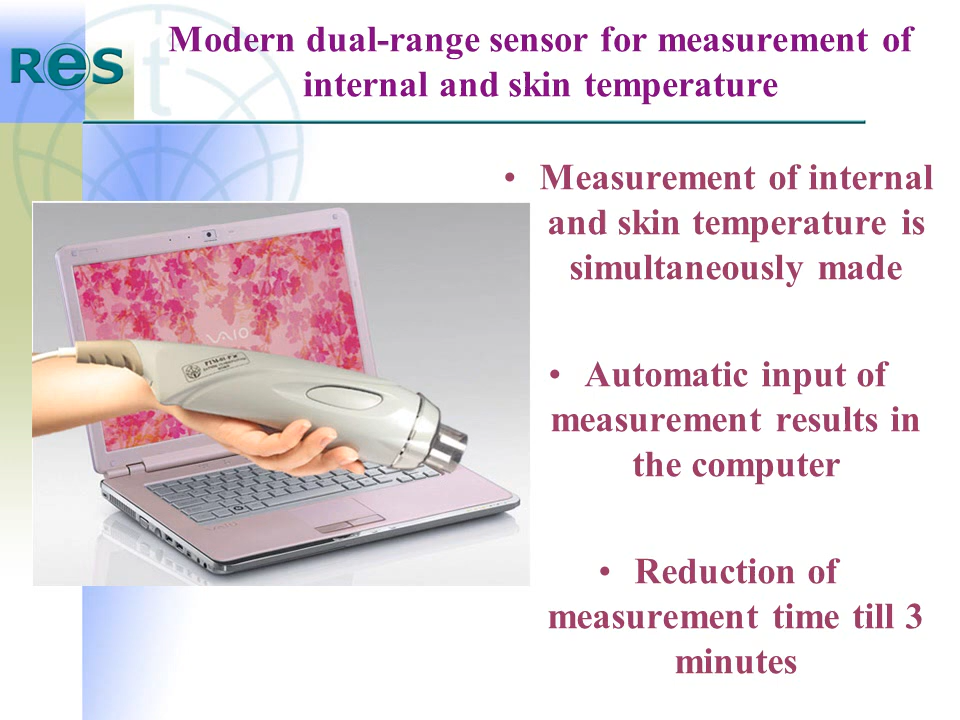 Res
t
Modern dual-range sensor for measurement of
internal and skin temperature
• Measurement of internal
and skin temperature is
simultaneously made
• Automatic input of
measurement results in
the computer
• Reduction of
measurement time till 3
minutes
VAIO
VAIO